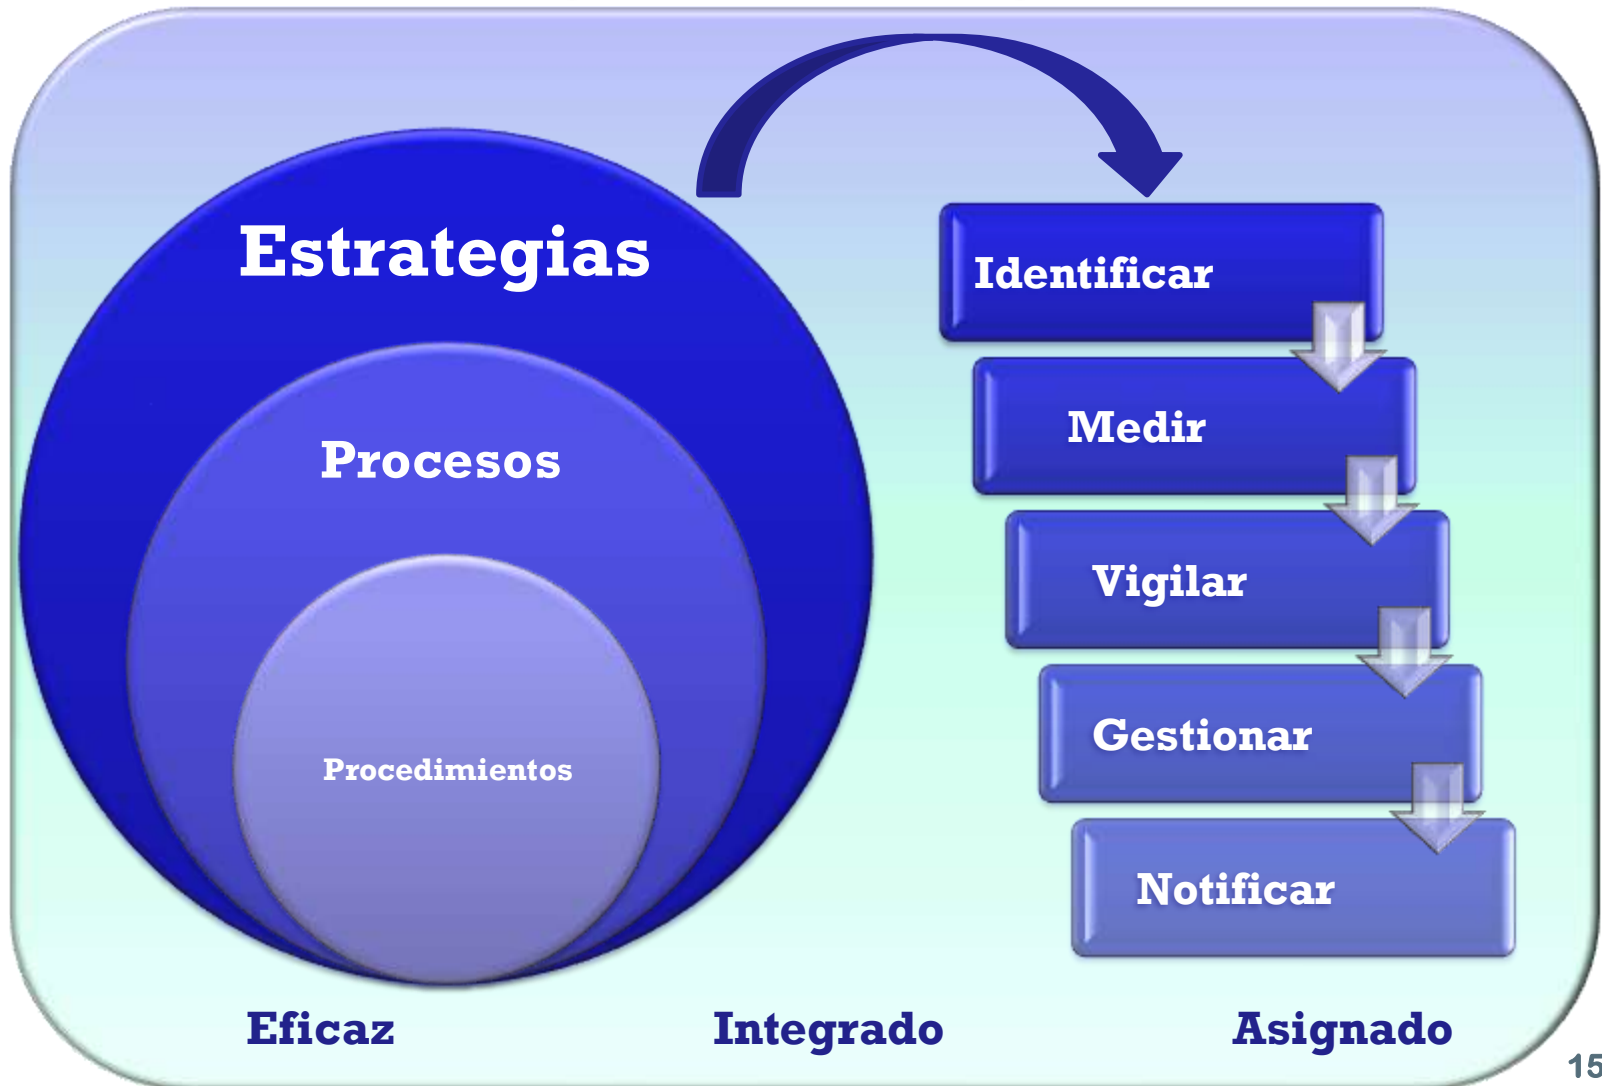 Estrategias
Procesos
Procedimientos
Identificar
Medir
Vigilar
Gestionar
Notificar
Eficaz
Integrado
Asignado
15